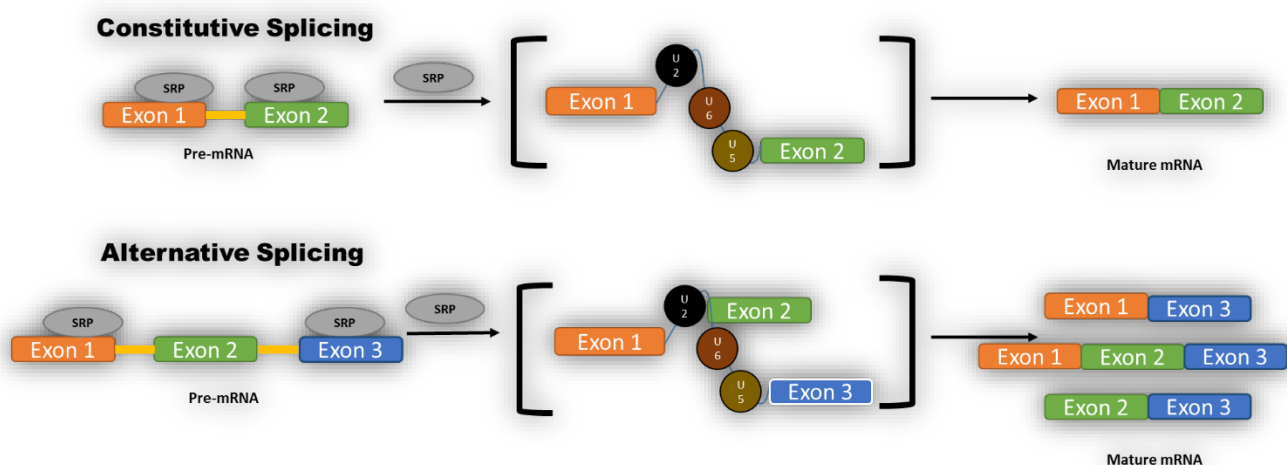 Constitutive Splicing
SRP SRP SRP
Exon 1 Exon 2
Pre-mRNA
U
2
Exon 1
U
6
U
5
Exon 2
Exon 1 Exon 2
Mature mRNA
Alternative Splicing
SRP SRP SRP
Exon 1 Exon 2 Exon 3
Pre-mRNA
U
2
Exon 2
Exon 1
U
6
U
5
Exon 3
Exon 1 Exon 3
Exon 1 Exon 2 Exon 3
Exon 2 Exon 3
Mature mRNA